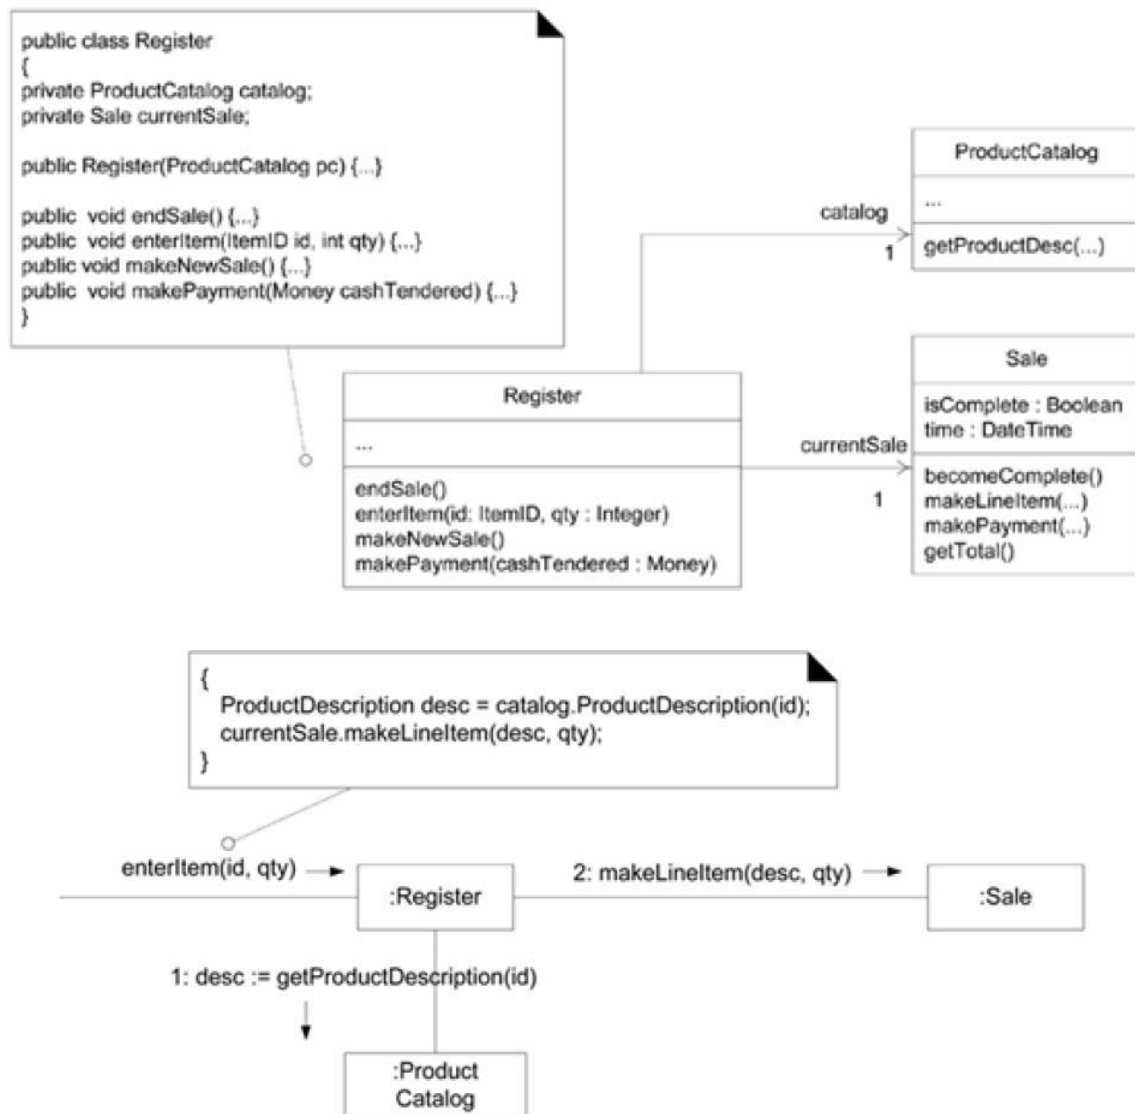 public class Register
{
private ProductCatalog catalog;
private Sale currentSale;
public Register(ProductCatalog pc) {...}
public void endSale() {...}
public void enterItem(ItemID id, int qty) {...}
public void makeNewSale() {...}
public void makePayment(Money cashTendered) {...}
}
ProductCatalog
...
getProductDesc(...)
catalog
1
Register
...
endSale()
enterItem(id: ItemID, qty : Integer)
makeNewSale()
makePayment(cashTendered : Money)
currentSale
1
Sale
isComplete : Boolean
time : DateTime
becomeComplete()
makeLineItem(...)
makePayment(...)
getTotal()
{
ProductDescription desc = catalog.ProductDescription(id);
currentSale.makeLineItem(desc, qty);
}
enterItem(id, qty)
:Register
2: makeLineItem(desc, qty)
:Sale
1: desc := getProductDescription(id)
:Product
Catalog